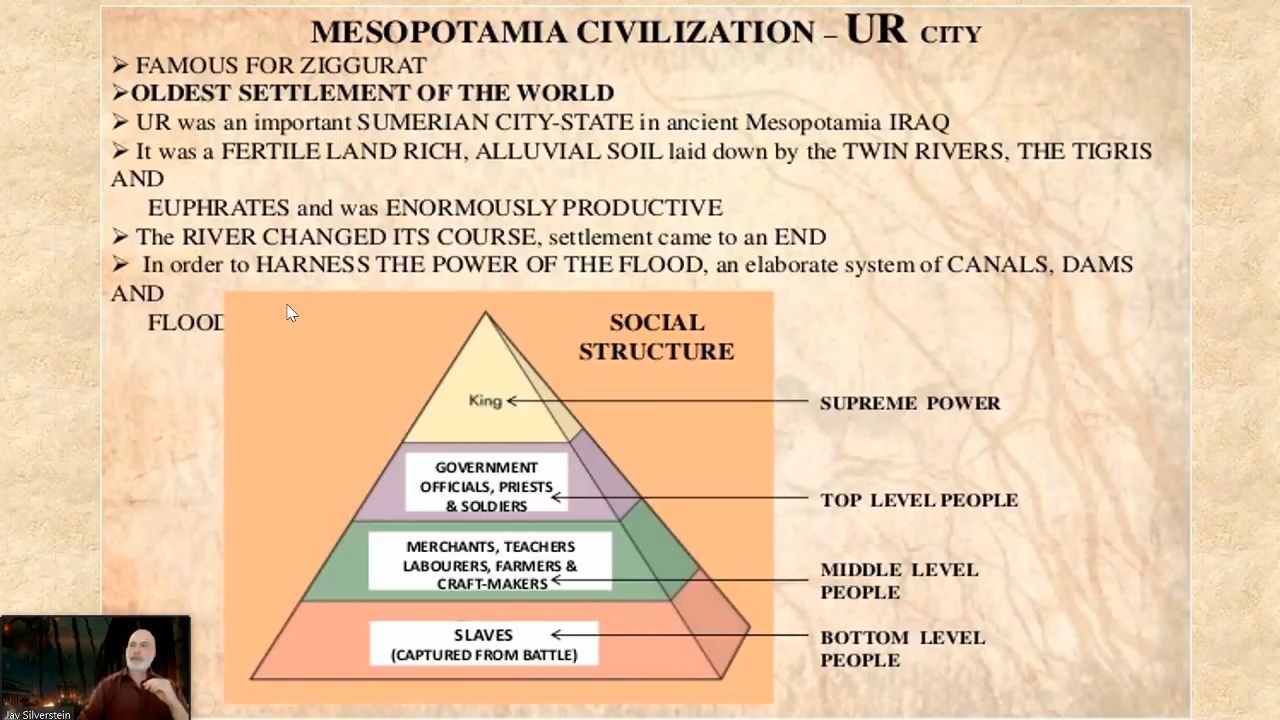 MESOPOTAMIA CIVILIZATION – UR CITY
➢ FAMOUS FOR ZIGGURAT
➢OLDEST SETTLEMENT OF THE WORLD
➢ UR was an important SUMERIAN CITY-STATE in ancient Mesopotamia IRAQ
➢ It was a FERTILE LAND RICH, ALLUVIAL SOIL laid down by the TWIN RIVERS, THE TIGRIS
AND
EUPHRATES and was ENORMOUSLY PRODUCTIVE
➢ The RIVER CHANGED ITS COURSE, settlement came to an END
➢ In order to HARNESS THE POWER OF THE FLOOD, an elaborate system of CANALS, DAMS
AND
FLOOD
SOCIAL
STRUCTURE
King
SUPREME POWER
GOVERNMENT
OFFICIALS, PRIESTS
& SOLDIERS
TOP LEVEL PEOPLE
MERCHANTS, TEACHERS
LABOURERS, FARMERS &
CRAFT-MAKERS
MIDDLE LEVEL
PEOPLE
SLAVES
(CAPTURED FROM BATTLE)
BOTTOM LEVEL
PEOPLE
Jay Silverstein